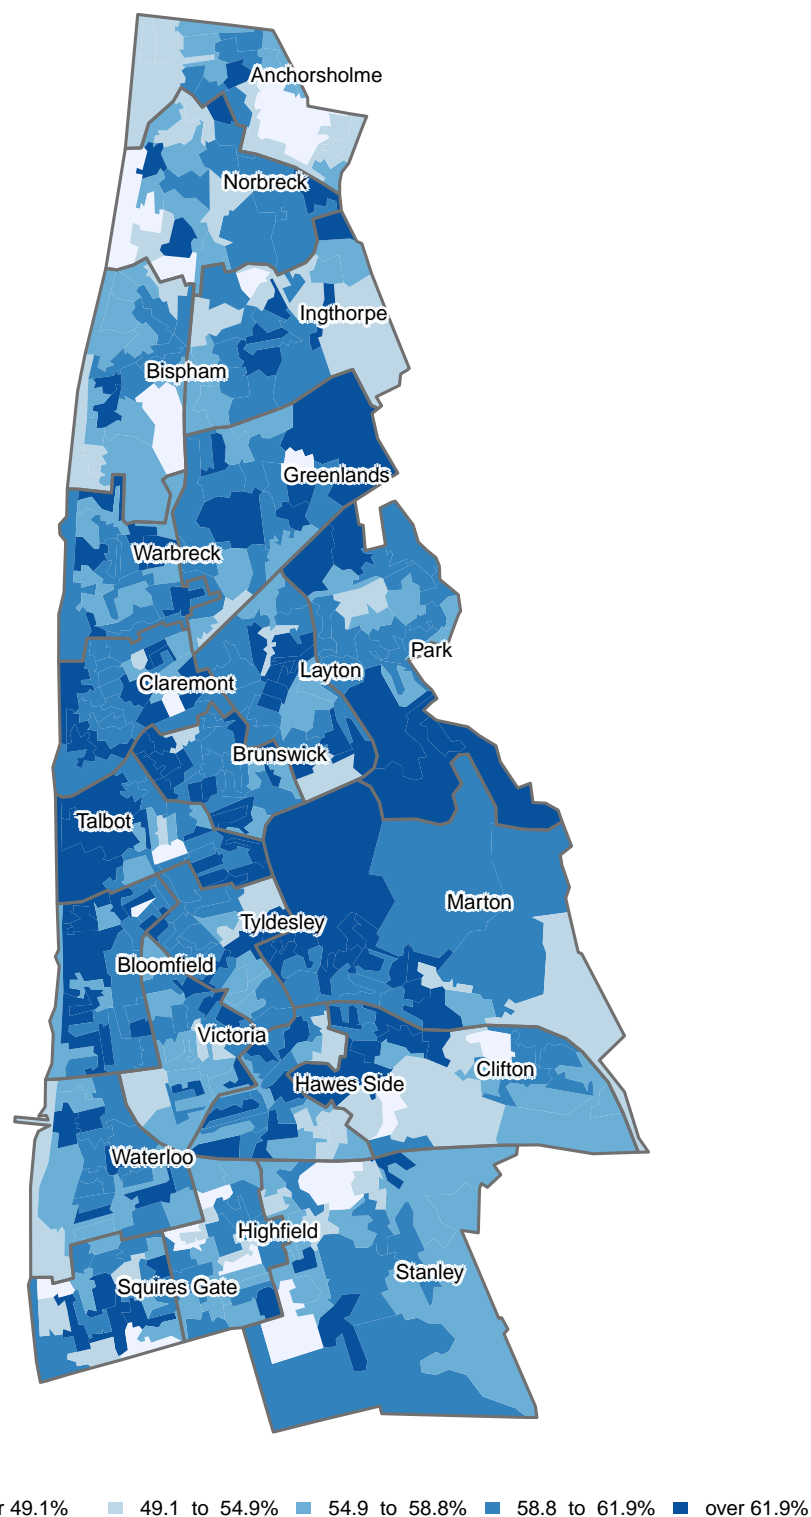 Anchorsholme
Norbreck
Ingthorpe
Bispham
Greenlands
Warbreck
Park
Layton
Claremont
Brunswick
Talbot
Marton
Tyldesley
Bloomfield
Victoria
Clifton
Hawes Side
Waterloo
Highfield
Stanley
Squires Gate
r 49.1% 49.1 to 54.9% 54.9 to 58.8% 58.8 to 61.9% over 61.9%